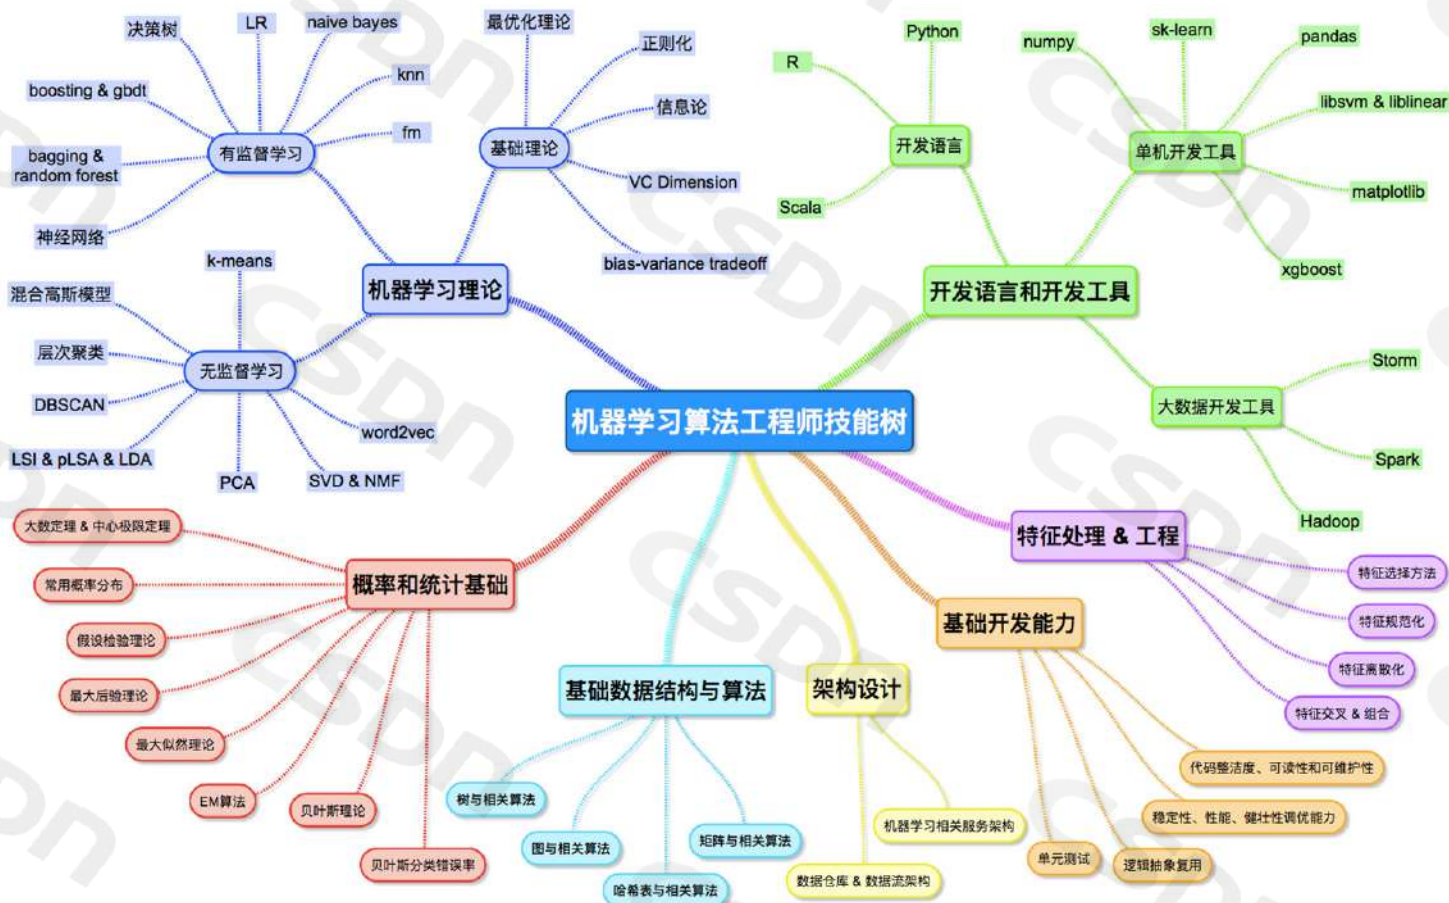 机器学习算法工程师技能树
机器学习理论
有监督学习
决策树
LR
naive bayes
knn
fm
boosting & gbdt
bagging &
random forest
神经网络
基础理论
最优化理论
正则化
信息论
VC Dimension
bias-variance tradeoff
无监督学习
k-means
混合高斯模型
层次聚类
DBSCAN
LSI & pLSA & LDA
PCA
SVD & NMF
word2vec
开发语言和开发工具
开发语言
R
Python
Scala
单机开发工具
numpy
sk-learn
pandas
libsvm & liblinear
matplotlib
xgboost
大数据开发工具
Storm
Spark
Hadoop
概率和统计基础
大数定理 & 中心极限定理
常用概率分布
假设检验理论
最大后验理论
最大似然理论
EM算法
贝叶斯理论
贝叶斯分类错误率
基础数据结构与算法
树与相关算法
图与相关算法
哈希表与相关算法
矩阵与相关算法
架构设计
机器学习相关服务架构
数据仓库 & 数据流架构
基础开发能力
代码整洁度、可读性和可维护性
稳定性、性能、健壮性调优能力
逻辑抽象复用
单元测试
特征处理 & 工程
特征选择方法
特征规范化
特征离散化
特征交叉 & 组合
CSDN